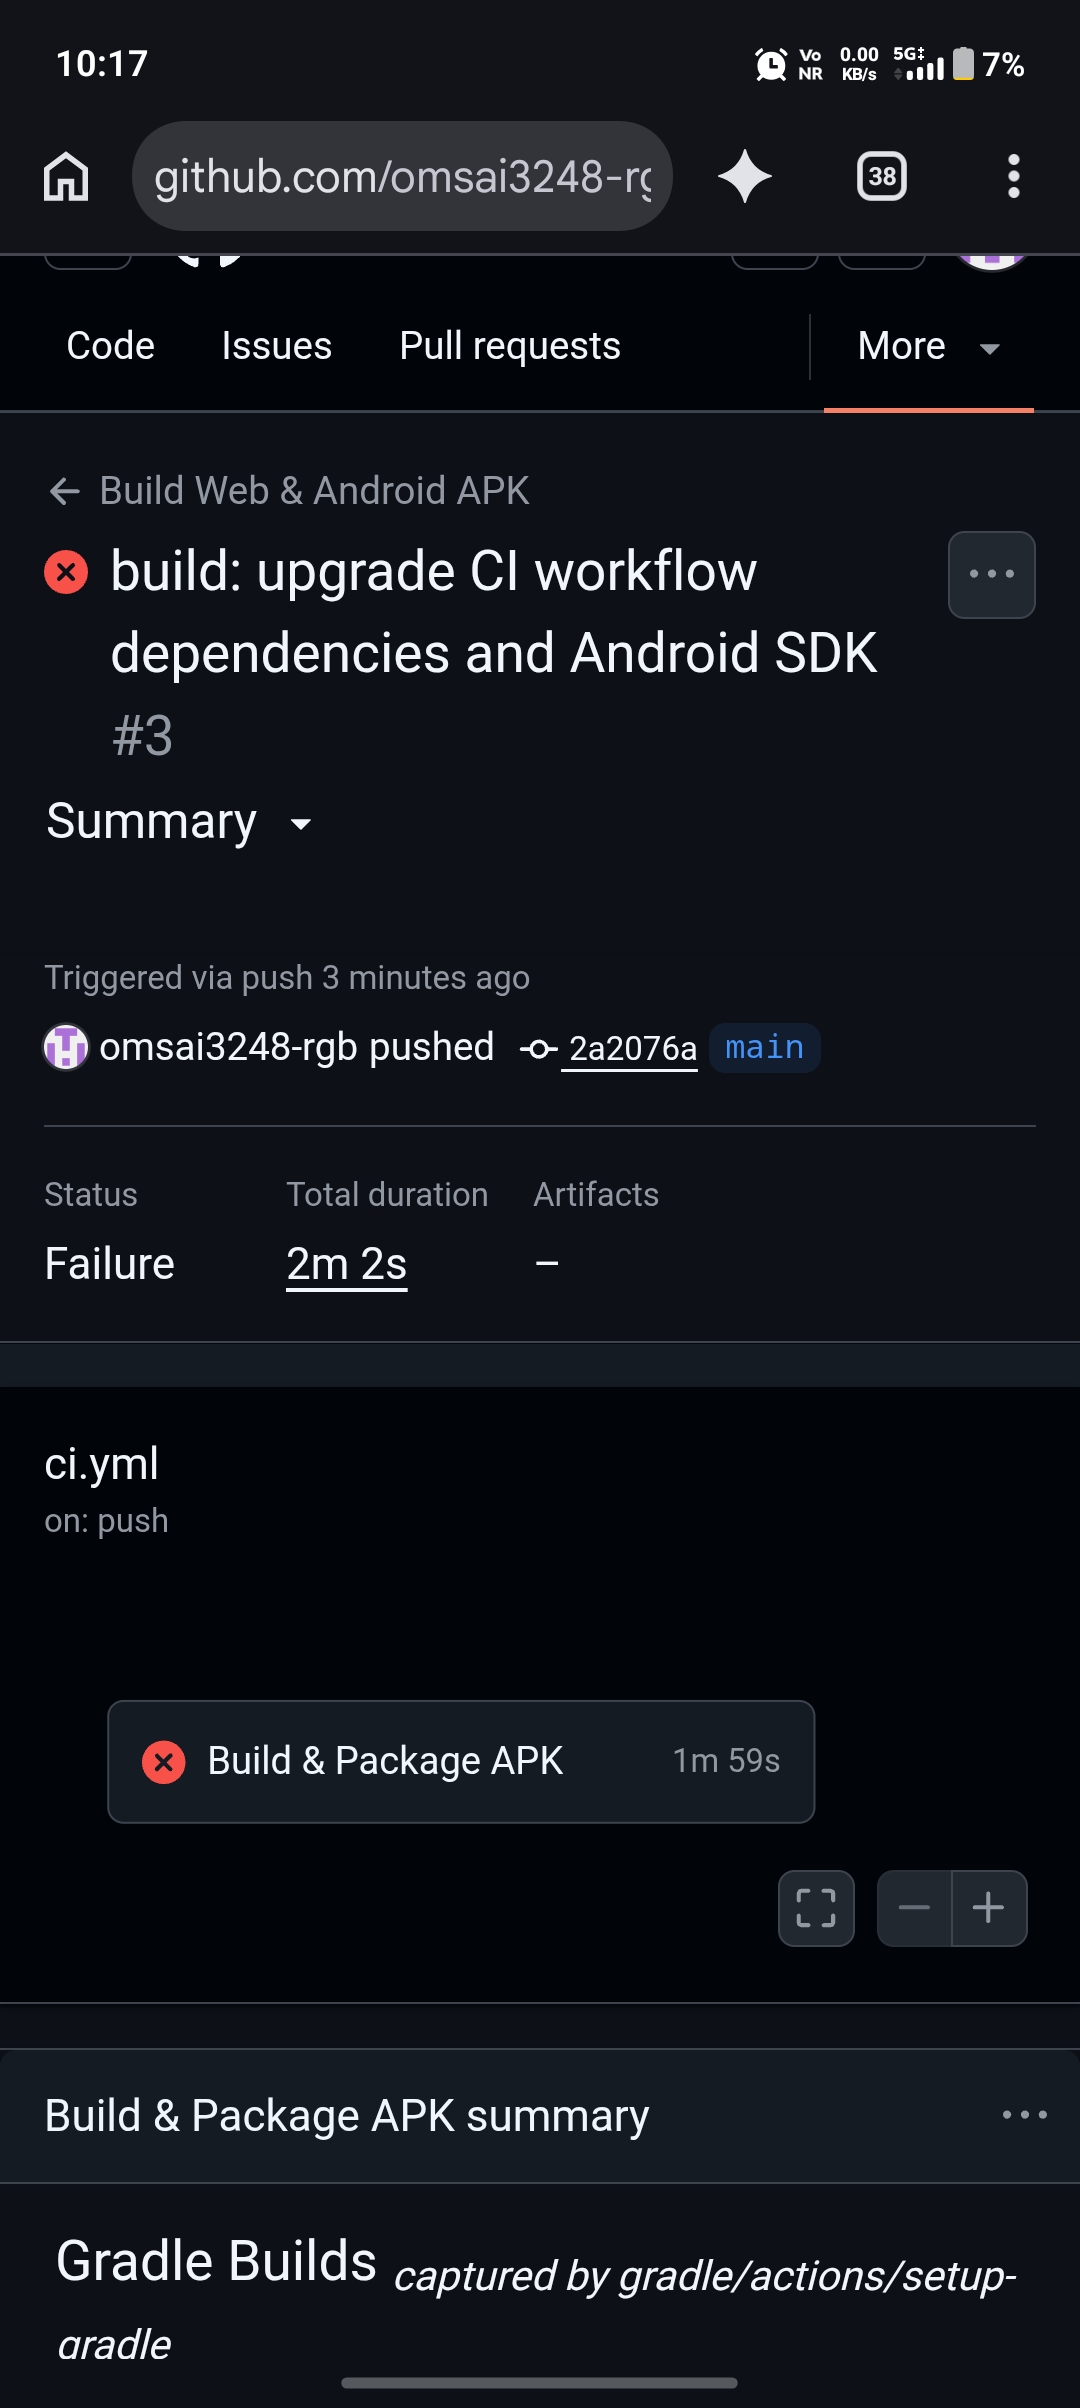 10:17
Vo NR
0.00 KB/s
5G
7%
github.com/omsai3248-rg
38
Code Issues Pull requests More
Build Web & Android APK
build: upgrade CI workflow
dependencies and Android SDK
#3
Summary
Triggered via push 3 minutes ago
omsai3248-rgb pushed 2a2076a main
Status Total duration Artifacts
Failure 2m 2s –
ci.yml
on: push
Build & Package APK 1m 59s
Build & Package APK summary
Gradle Builds captured by gradle/actions/setup-
gradle